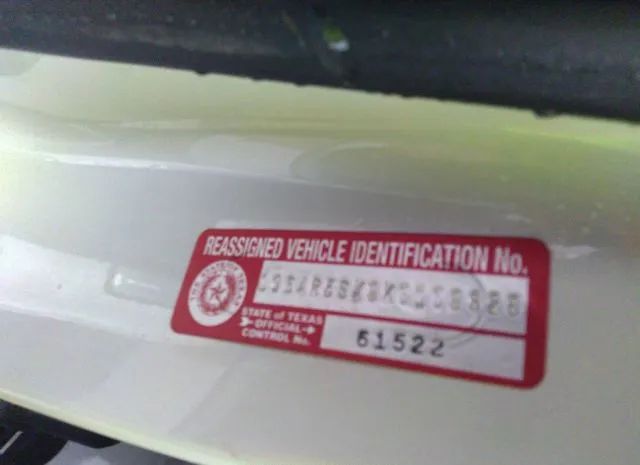 REASSIGNED VEHICLE IDENTIFICATION No.
STATE of TEXAS
OFFICIAL
CONTROL No.
61522